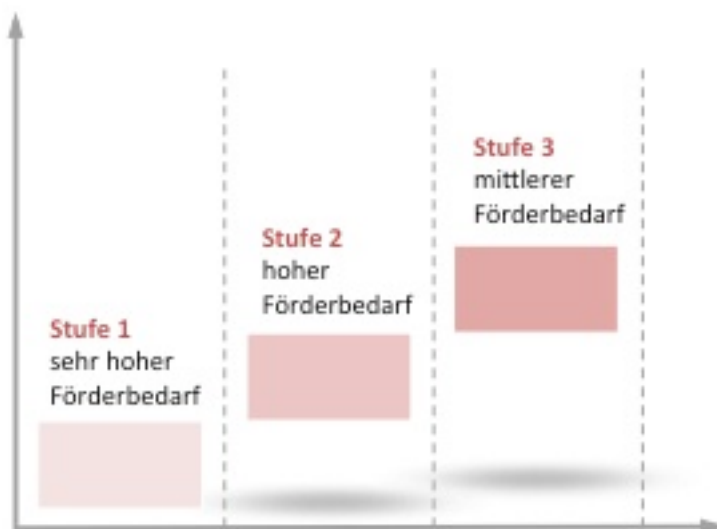 Stufe 1
sehr hoher
Förderbedarf
Stufe 2
hoher
Förderbedarf
Stufe 3
mittlerer
Förderbedarf